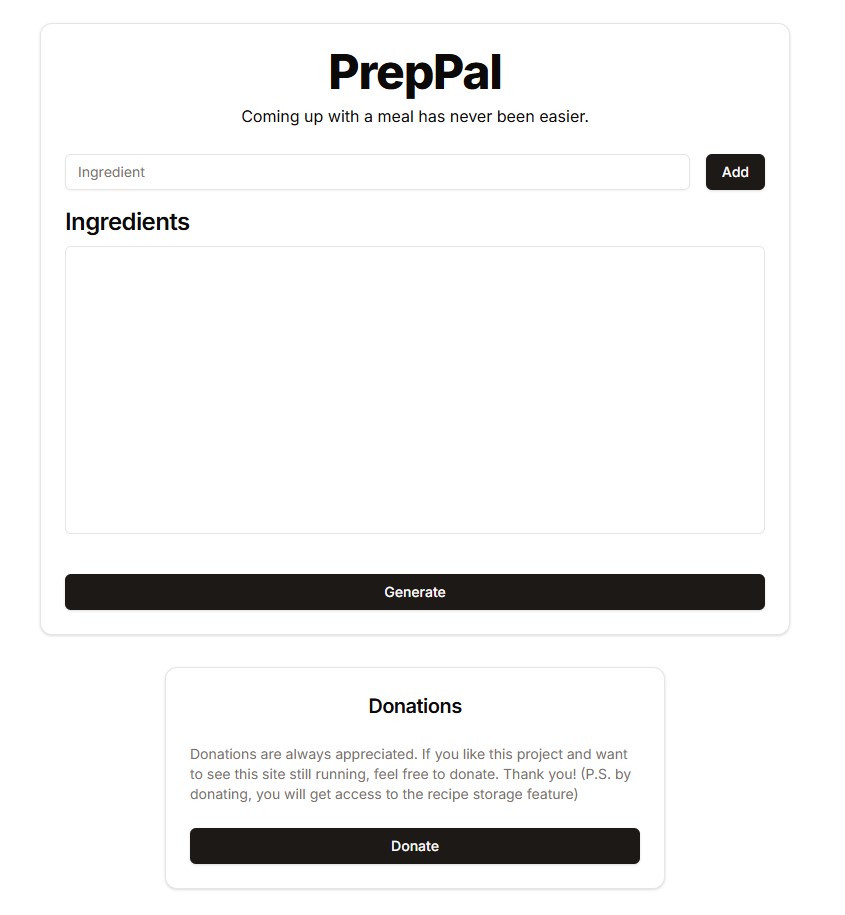 PrepPal
Coming up with a meal has never been easier.
Ingredient
Add
Ingredients
Generate
Donations
Donations are always appreciated. If you like this project and want
to see this site still running, feel free to donate. Thank you! (P.S. by
donating, you will get access to the recipe storage feature)
Donate